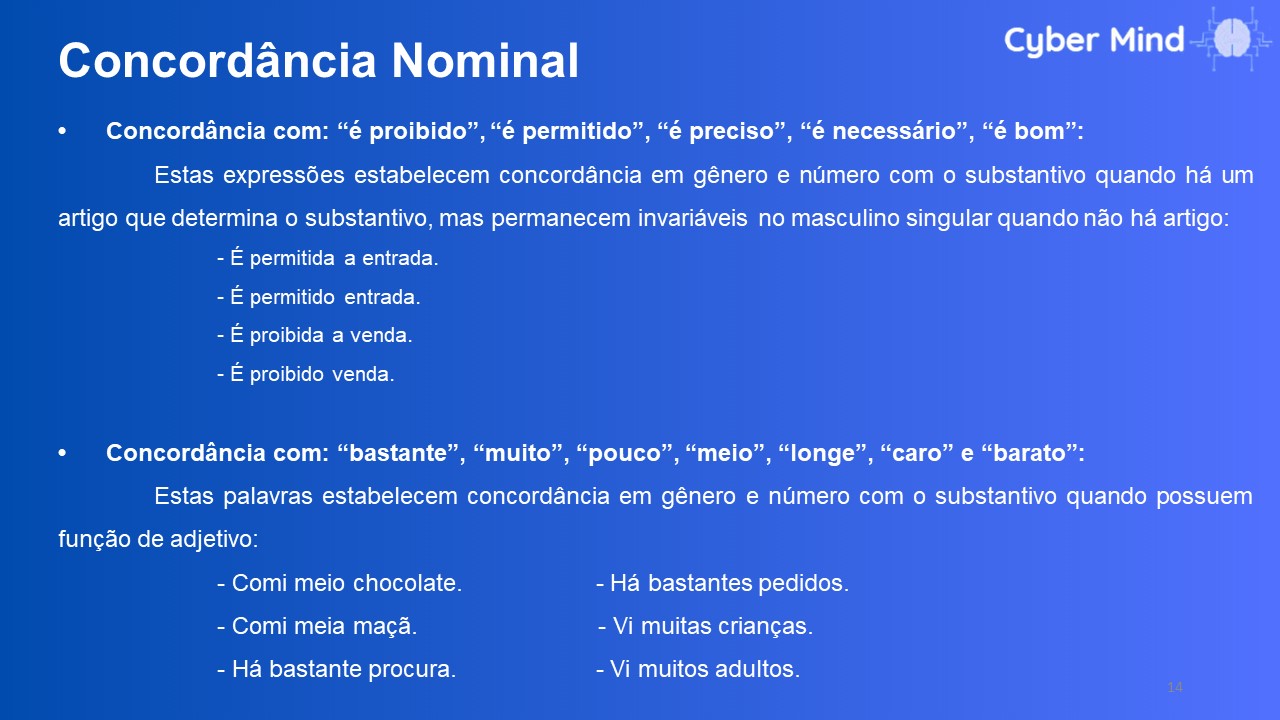 Concordância Nominal
Cyber Mind
• Concordância com: “é proibido”, “é permitido”, “é preciso”, “é necessário”, “é bom”:
Estas expressões estabelecem concordância em gênero e número com o substantivo quando há um
artigo que determina o substantivo, mas permanecem invariáveis no masculino singular quando não há artigo:
- É permitida a entrada.
- É permitido entrada.
- É proibida a venda.
- É proibido venda.
• Concordância com: “bastante”, “muito”, “pouco”, “meio”, “longe”, “caro” e “barato”:
Estas palavras estabelecem concordância em gênero e número com o substantivo quando possuem
função de adjetivo:
- Comi meio chocolate. - Há bastantes pedidos.
- Comi meia maçã. - Vi muitas crianças.
- Há bastante procura. - Vi muitos adultos.
14